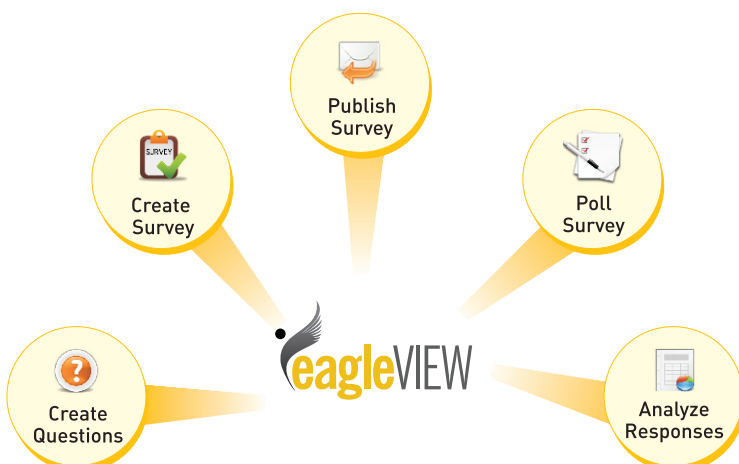 Publish
Survey
SURVEY
Create
Survey
Poll
Survey
eagleVIEW
Create
Questions
Analyze
Responses